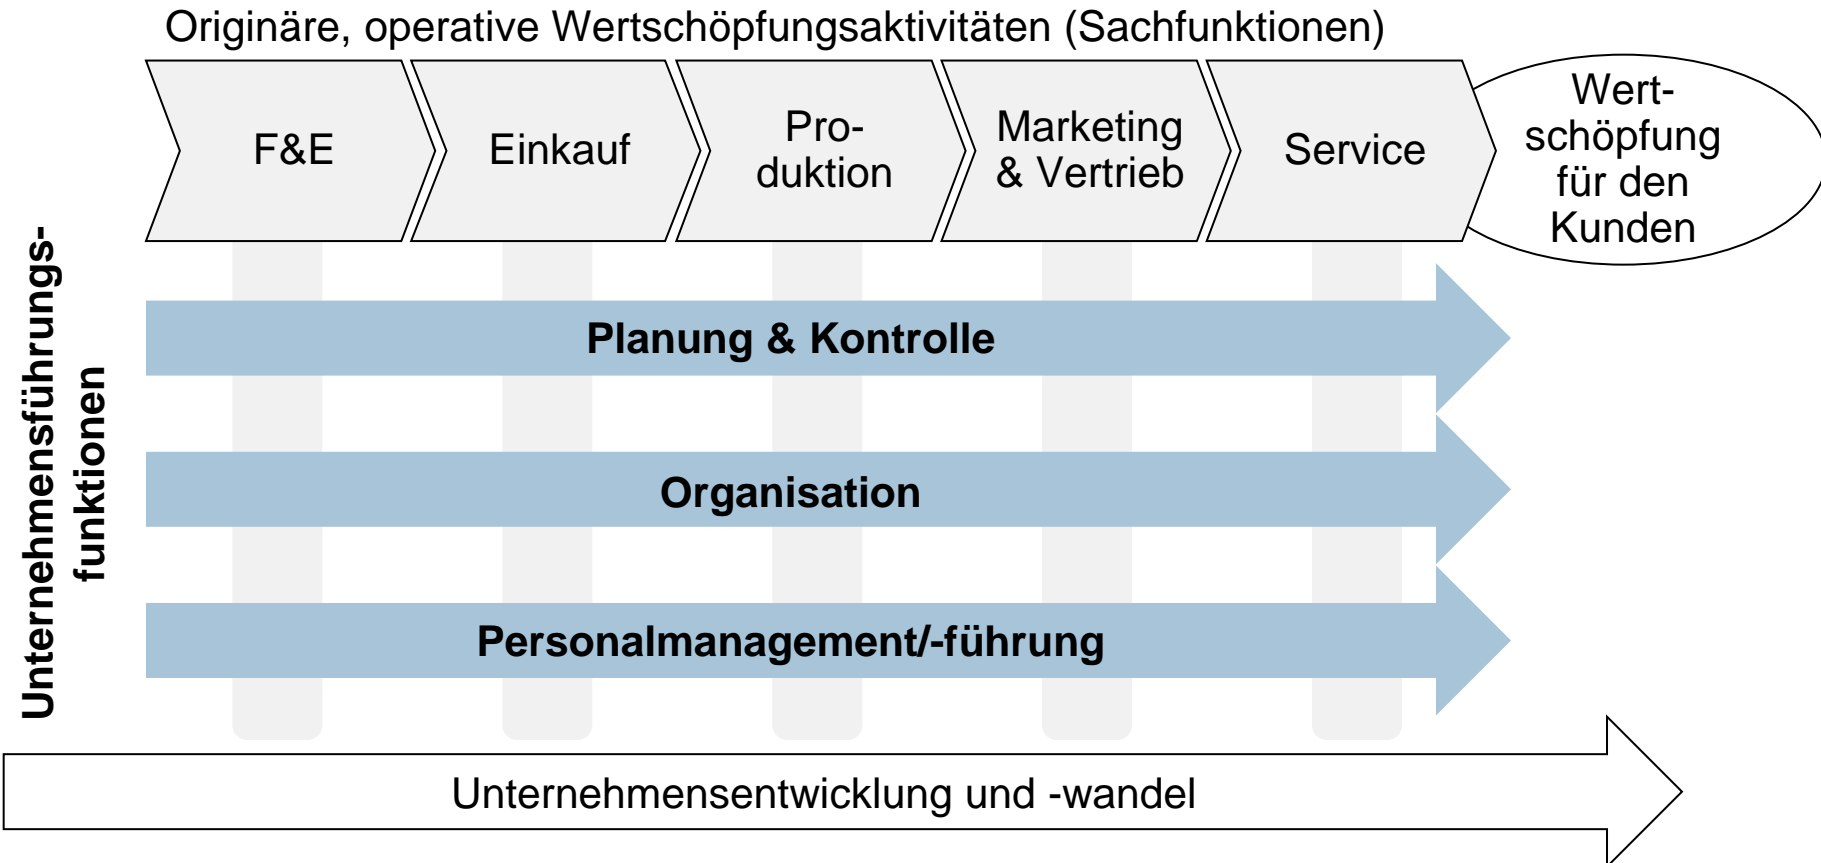 Originäre, operative Wertschöpfungsaktivitäten (Sachfunktionen)
F&E
Einkauf
Pro-
duktion
Marketing
& Vertrieb
Service
Wert-
schöpfung
für den
Kunden
Unternehmensführungs-
funktionen
Planung & Kontrolle
Organisation
Personalmanagement/-führung
Unternehmensentwicklung und -wandel